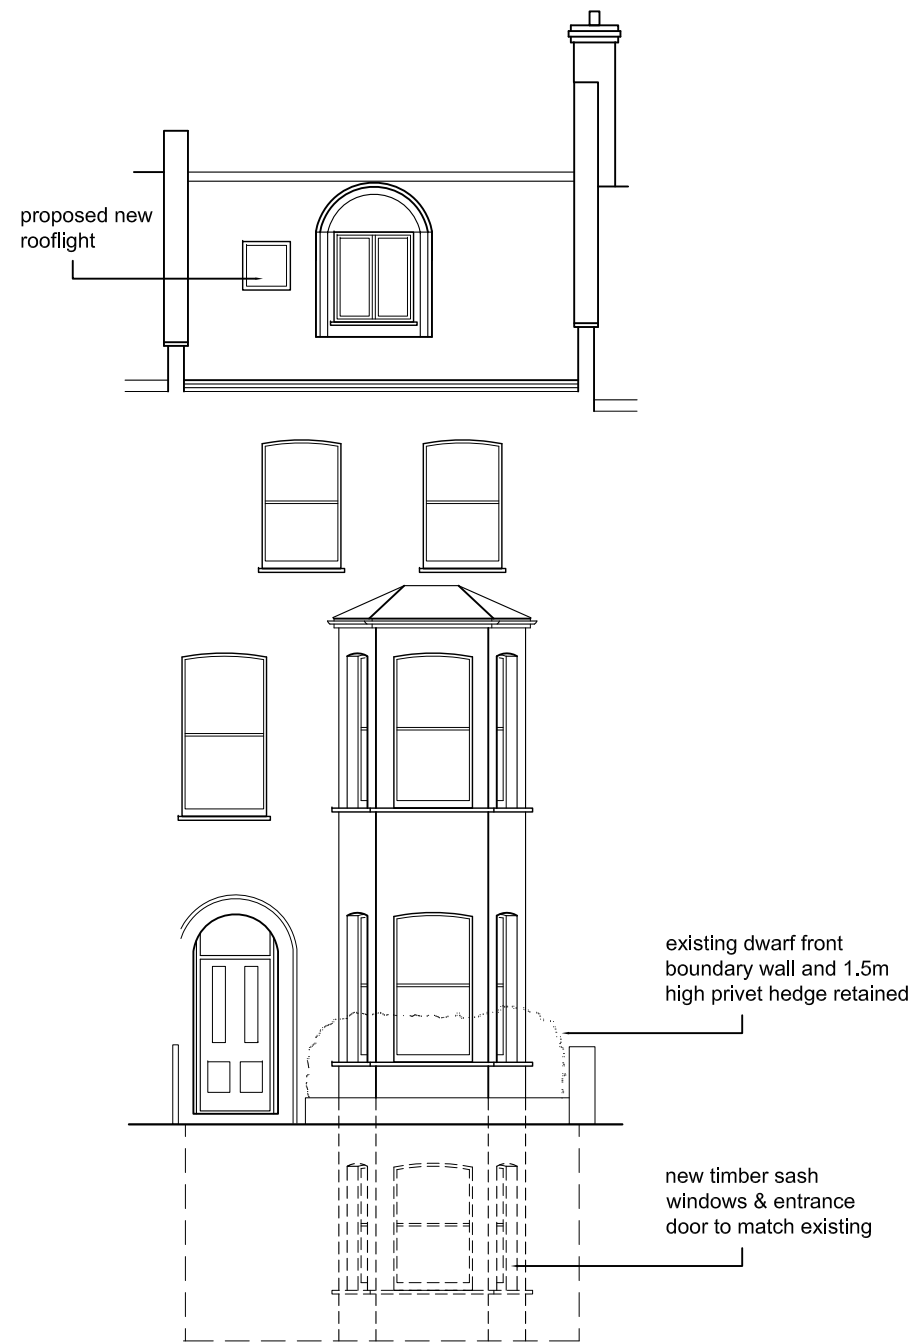 proposed new
rooflight
existing dwarf front
boundary wall and 1.5m
high privet hedge retained
new timber sash
windows & entrance
door to match existing